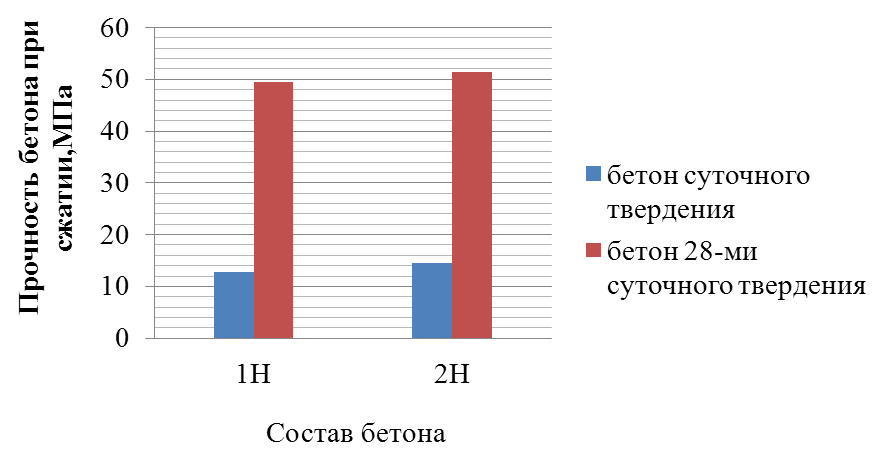 Прочность бетона при
сжатии,МПа
60
50
40
30
20
10
0
1Н
2Н
Состав бетона
бетон суточного
твердения
бетон 28-ми
суточного твердения